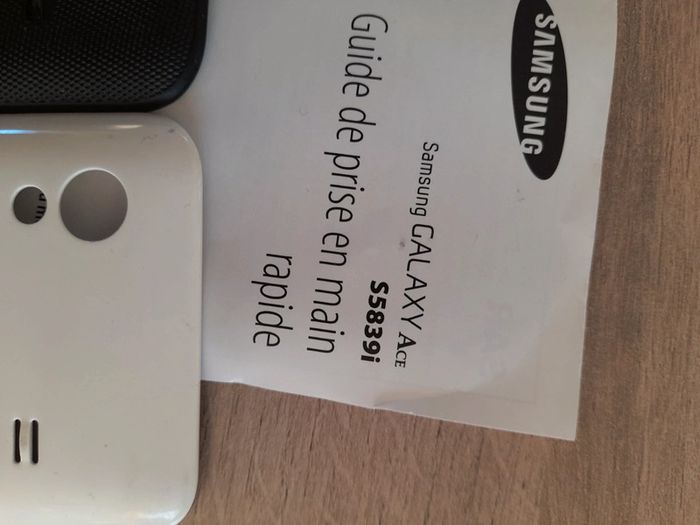 SAMSUNG
Samsung GALAXY ACE
S5839i
Guide de prise en main
rapide